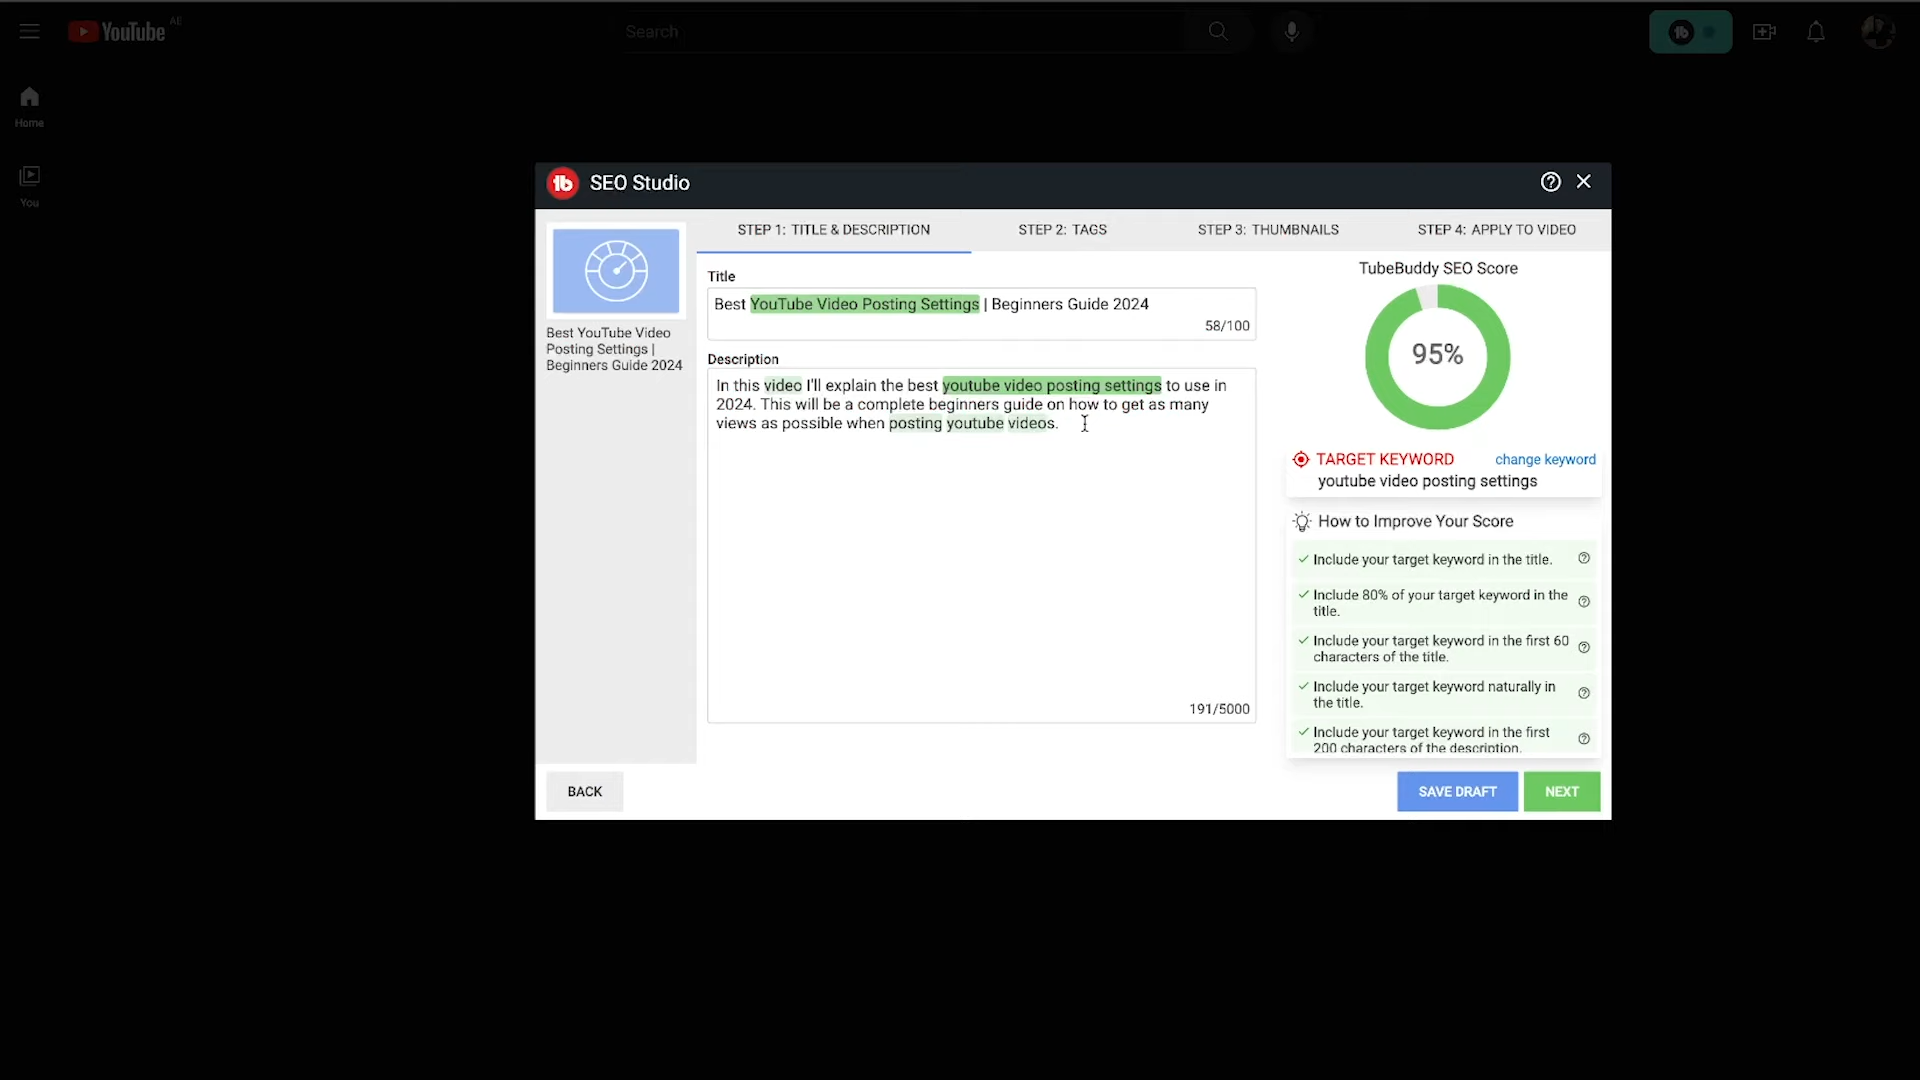 YouTube AE
Search
tb
Home
You
tb SEO Studio
STEP 1: TITLE & DESCRIPTION
STEP 2: TAGS
STEP 3: THUMBNAILS
STEP 4: APPLY TO VIDEO
Best YouTube Video
Posting Settings |
Beginners Guide 2024
Title
Best YouTube Video Posting Settings | Beginners Guide 2024
58/100
Description
In this video I'll explain the best youtube video posting settings to use in
2024. This will be a complete beginners guide on how to get as many
views as possible when posting youtube videos.
191/5000
TubeBuddy SEO Score
95%
TARGET KEYWORD
change keyword
youtube video posting settings
How to Improve Your Score
Include your target keyword in the title.
Include 80% of your target keyword in the
title.
Include your target keyword in the first 60
characters of the title.
Include your target keyword naturally in
the title.
Include your target keyword in the first
200 characters of the description.
BACK
SAVE DRAFT
NEXT